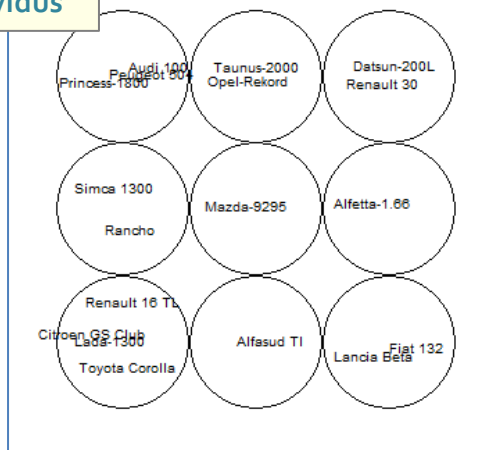 Audi 100
Peugeot 504
Princess-1800
Taunus-2000
Opel-Rekord
Datsun-200L
Renault 30
Simca 1300
Rancho
Mazda-9295
Alfetta-1.66
Renault 16 TL
Citroen GS Club
Lada-1300
Toyota Corolla
Alfasud TI
Fiat 132
Lancia Beta